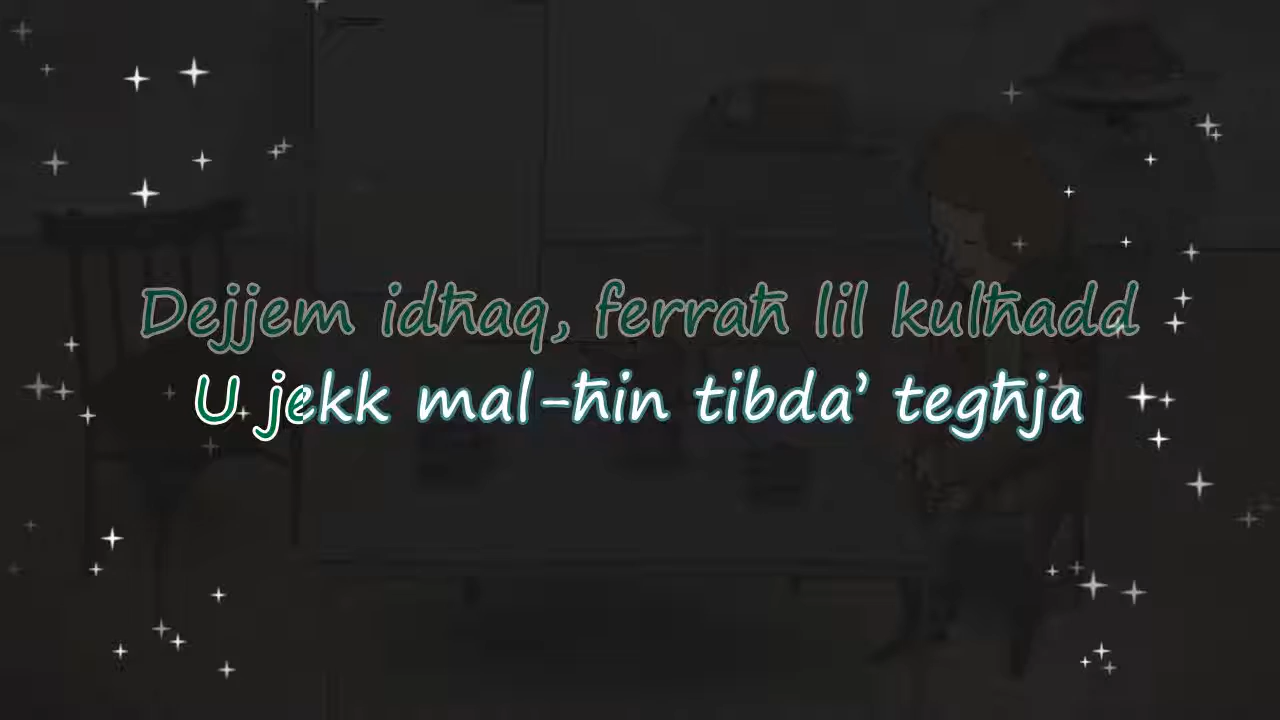 Dejjem idħaq, ferraħ lil kulħadd
U jekk mal-ħin tibda’ tegħja